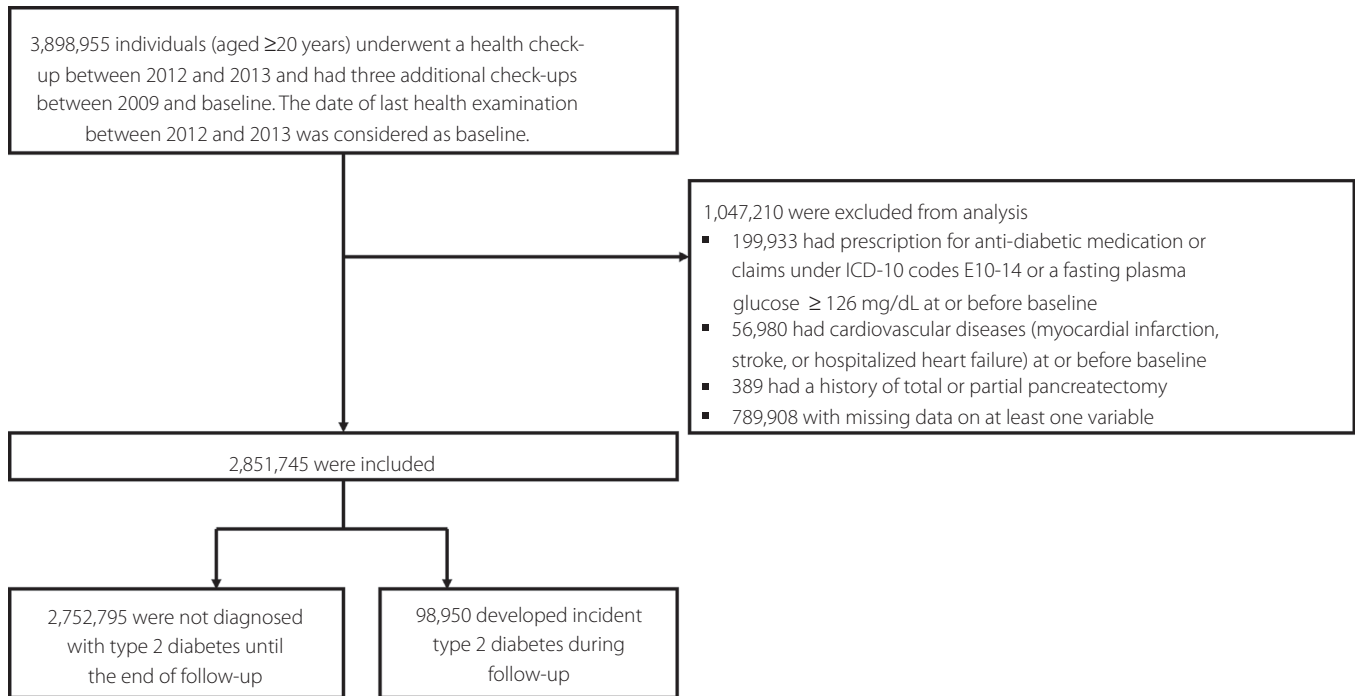 3,898,955 individuals (aged ≥20 years) underwent a health check-
up between 2012 and 2013 and had three additional check-ups
between 2009 and baseline. The date of last health examination
between 2012 and 2013 was considered as baseline.
1,047,210 were excluded from analysis
▪ 199,933 had prescription for anti-diabetic medication or
claims under ICD-10 codes E10-14 or a fasting plasma
glucose ≥ 126 mg/dL at or before baseline
▪ 56,980 had cardiovascular diseases (myocardial infarction,
stroke, or hospitalized heart failure) at or before baseline
▪ 389 had a history of total or partial pancreatectomy
▪ 789,908 with missing data on at least one variable
2,851,745 were included
2,752,795 were not diagnosed
with type 2 diabetes until
the end of follow-up
98,950 developed incident
type 2 diabetes during
follow-up